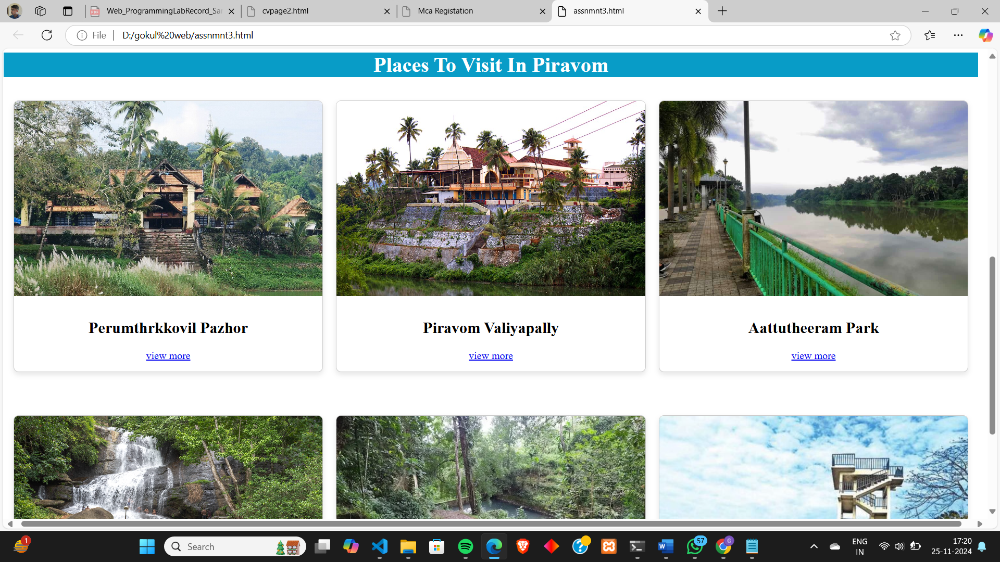 Web_ProgrammingLabRecord_Sar
cvpage2.html
Mca Registation
assnmnt3.html
File
D:/gokul%20web/assnmnt3.html
Places To Visit In Piravom
Perumthrkkovil Pazhor
view more
Piravom Valiyapally
view more
Aattutheeram Park
view more
1
Search
57
G
ENG
IN
17:20
25-11-2024